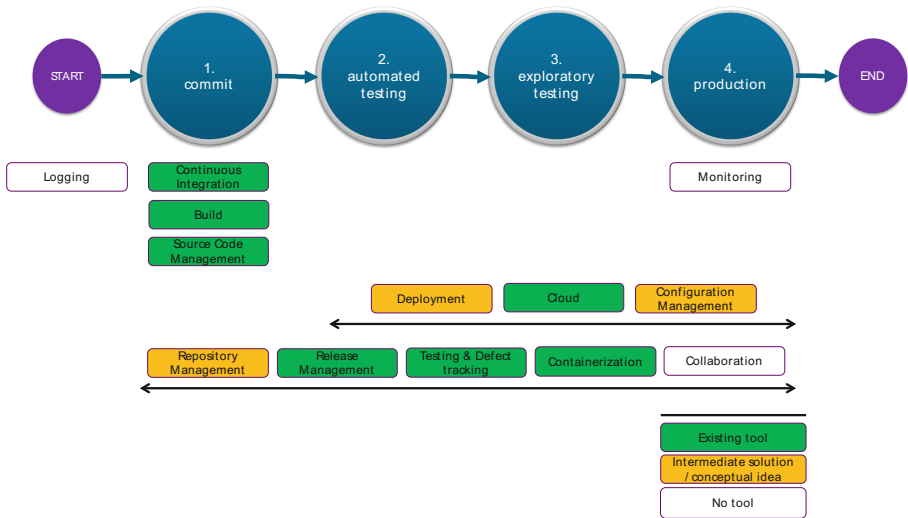 START
1.
commit
2.
automated
testing
3.
exploratory
testing
4.
production
END
Logging
Continuous
Integration
Monitoring
Build
Source Code
Management
Deployment
Cloud
Configuration
Management
Repository
Management
Release
Management
Testing & Defect
tracking
Containerization
Collaboration
Existing tool
Intermediate solution
/ conceptual idea
No tool